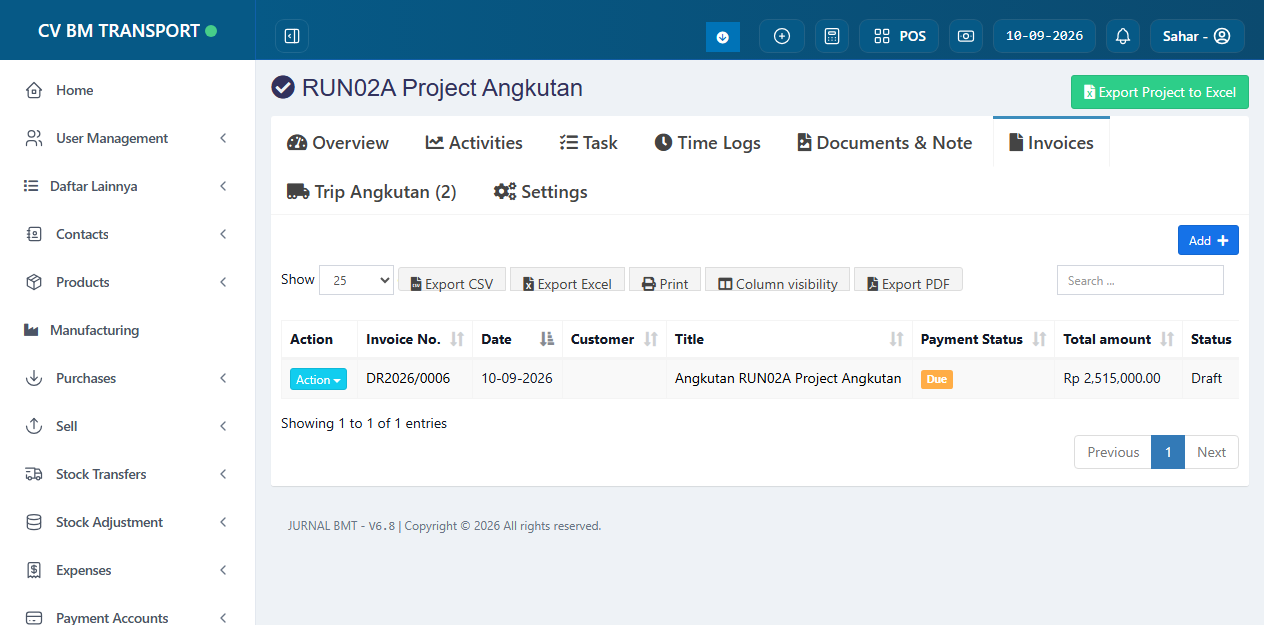 CV BM TRANSPORT
POS
10-09-2026
Sahar -
Home
User Management
Daftar Lainnya
Contacts
Products
Manufacturing
Purchases
Sell
Stock Transfers
Stock Adjustment
Expenses
Payment Accounts
RUN02A Project Angkutan
Export Project to Excel
Overview
Activities
Task
Time Logs
Documents & Note
Invoices
Trip Angkutan (2)
Settings
Add
Show 25
Export CSV
Export Excel
Print
Column visibility
Export PDF
Search ...
Action Invoice No. Date Customer Title Payment Status Total amount Status
Action DR2026/0006 10-09-2026 Angkutan RUN02A Project Angkutan Due Rp 2,515,000.00 Draft
Showing 1 to 1 of 1 entries
Previous 1 Next
JURNAL BMT - V6.8 | Copyright © 2026 All rights reserved.